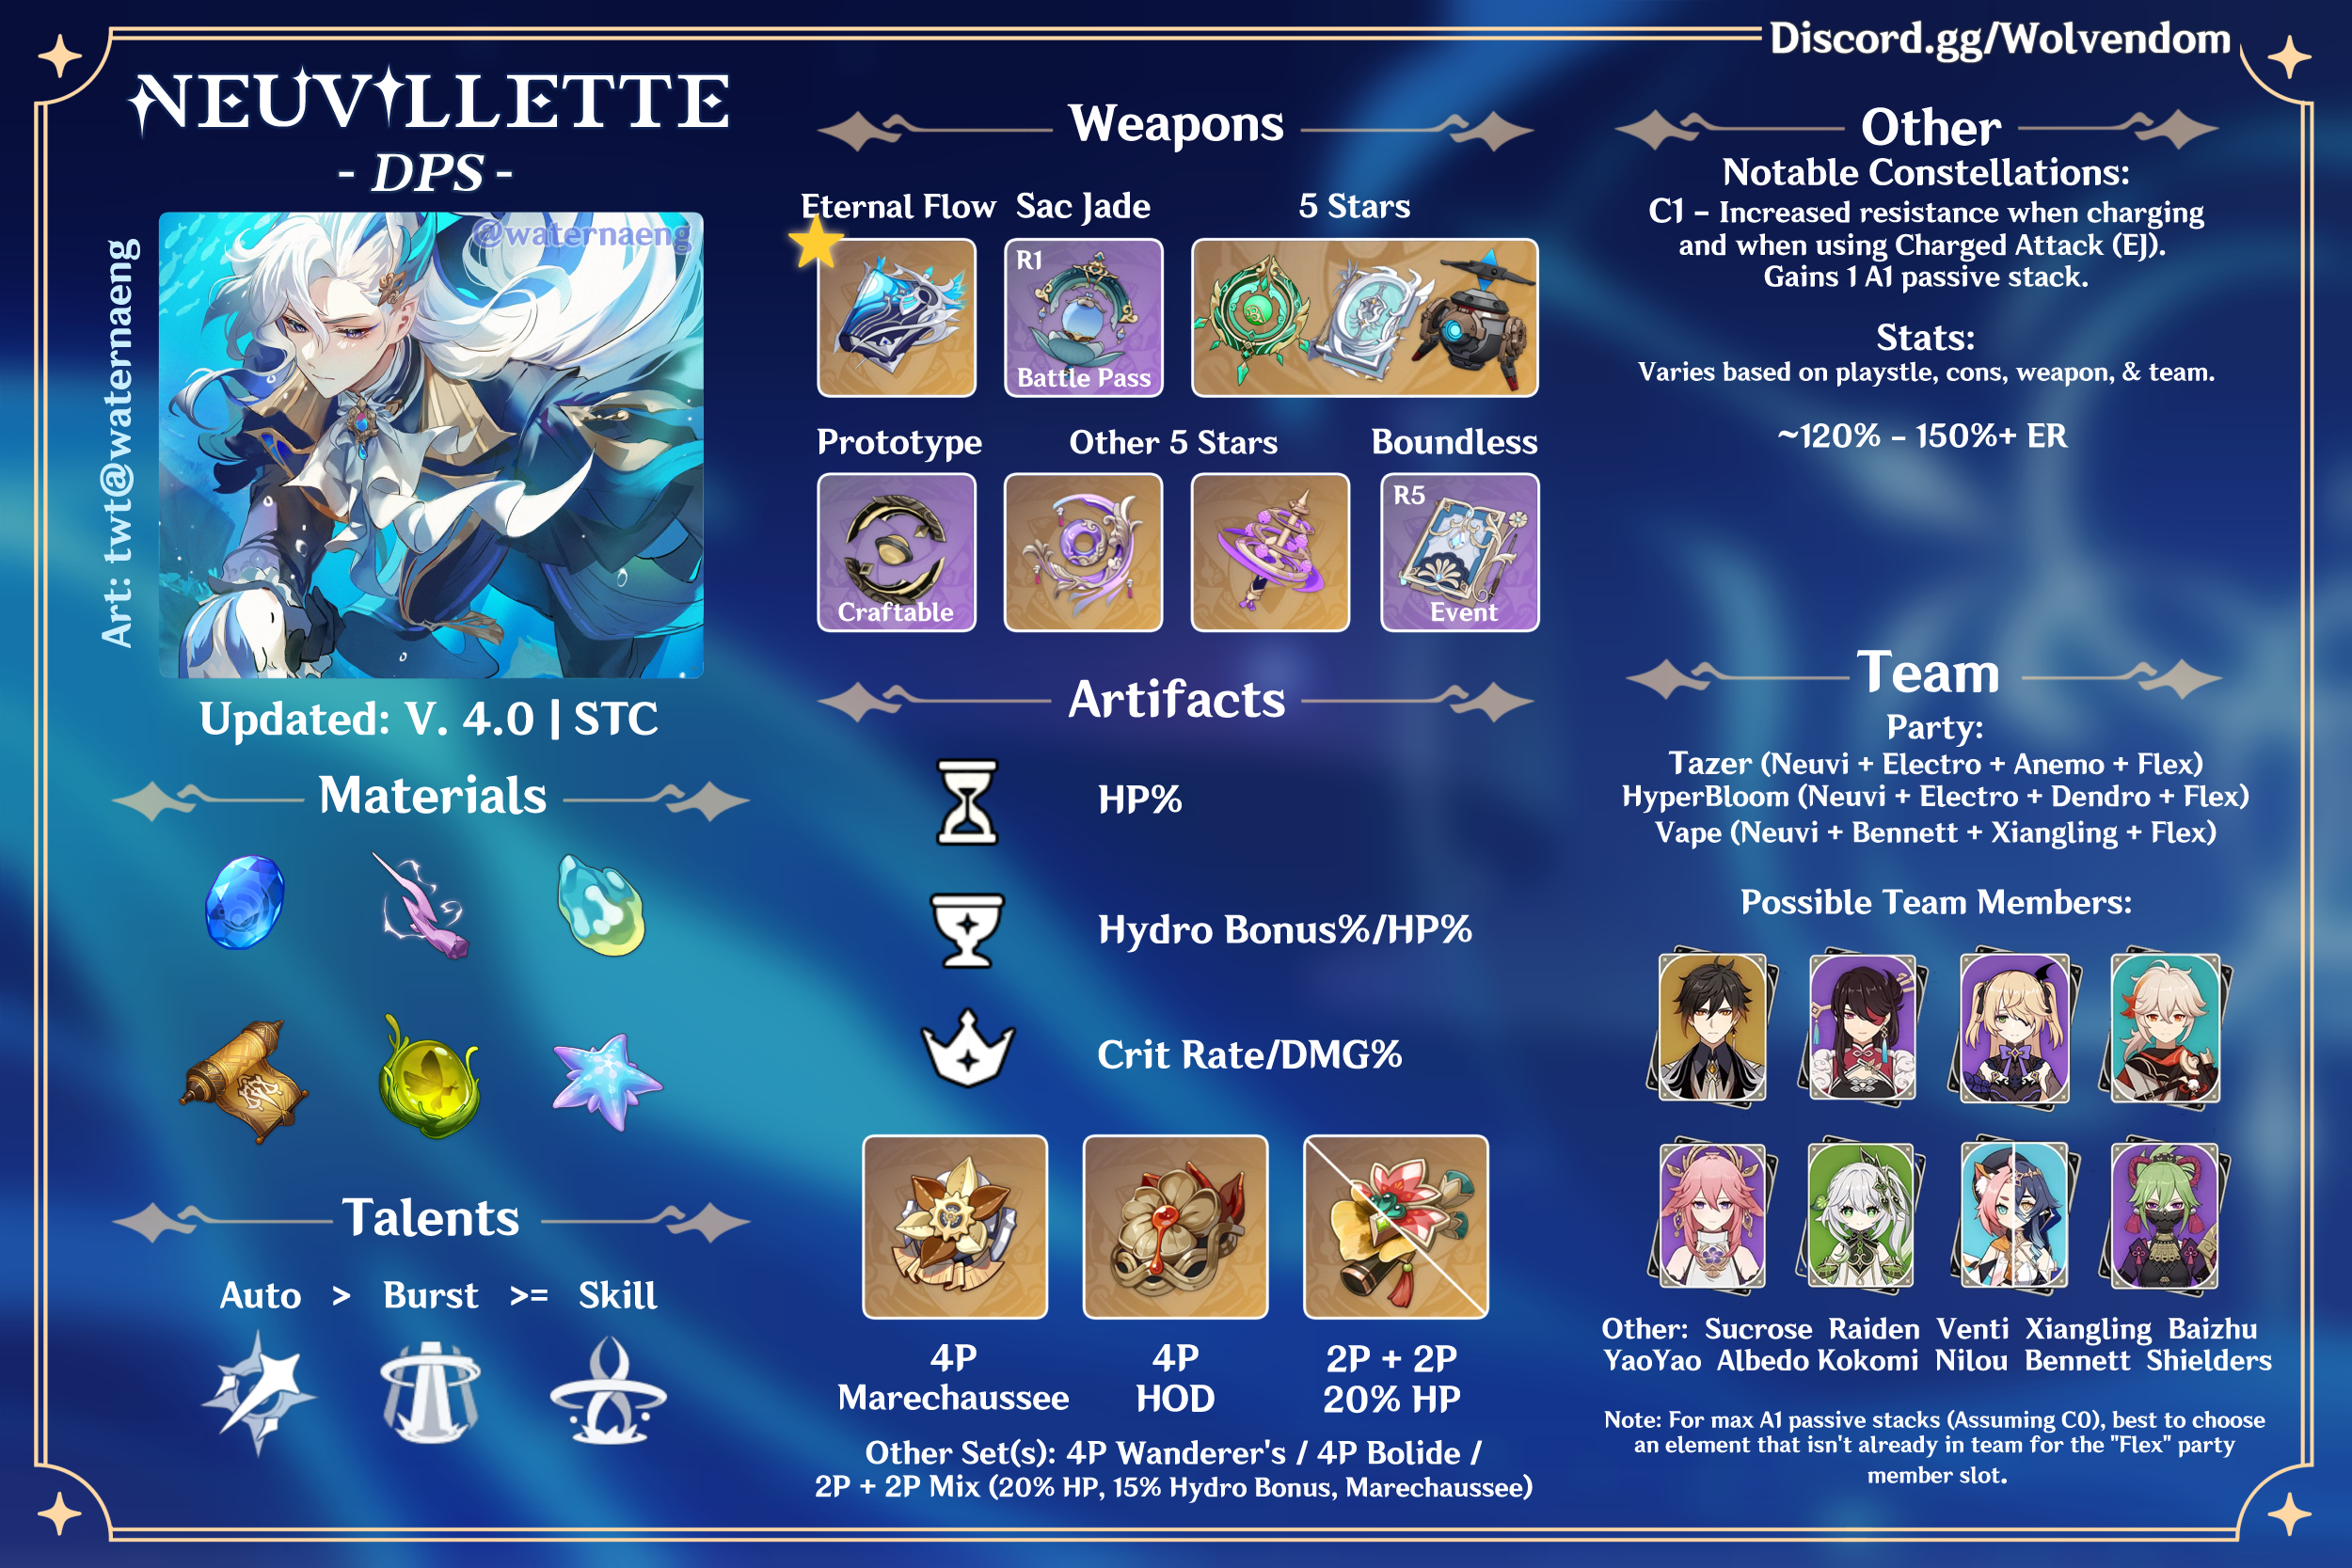 Discord.gg/Wolvendom
NEUVILLETTE
- DPS -
@waternaeng
Art: twt@waternaeng
Updated: V. 4.0 | STC
Materials
Talents
Auto > Burst >= Skill
Weapons
Eternal Flow
Sac Jade
5 Stars
R1
Battle Pass
Prototype
Other 5 Stars
Boundless
Craftable
R5
Event
Artifacts
HP%
Hydro Bonus%/HP%
Crit Rate/DMG%
4P
Marechaussee
4P
HOD
2P + 2P
20% HP
Other Set(s): 4P Wanderer's / 4P Bolide /
2P + 2P Mix (20% HP, 15% Hydro Bonus, Marechaussee)
Other
Notable Constellations:
C1 - Increased resistance when charging
and when using Charged Attack (EJ).
Gains 1 A1 passive stack.
Stats:
Varies based on playstle, cons, weapon, & team.
~120% - 150%+ ER
Team
Party:
Tazer (Neuvi + Electro + Anemo + Flex)
HyperBloom (Neuvi + Electro + Dendro + Flex)
Vape (Neuvi + Bennett + Xiangling + Flex)
Possible Team Members:
Other: Sucrose Raiden Venti Xiangling Baizhu
YaoYao Albedo Kokomi Nilou Bennett Shielders
Note: For max A1 passive stacks (Assuming C0), best to choose
an element that isn't already in team for the "Flex" party
member slot.